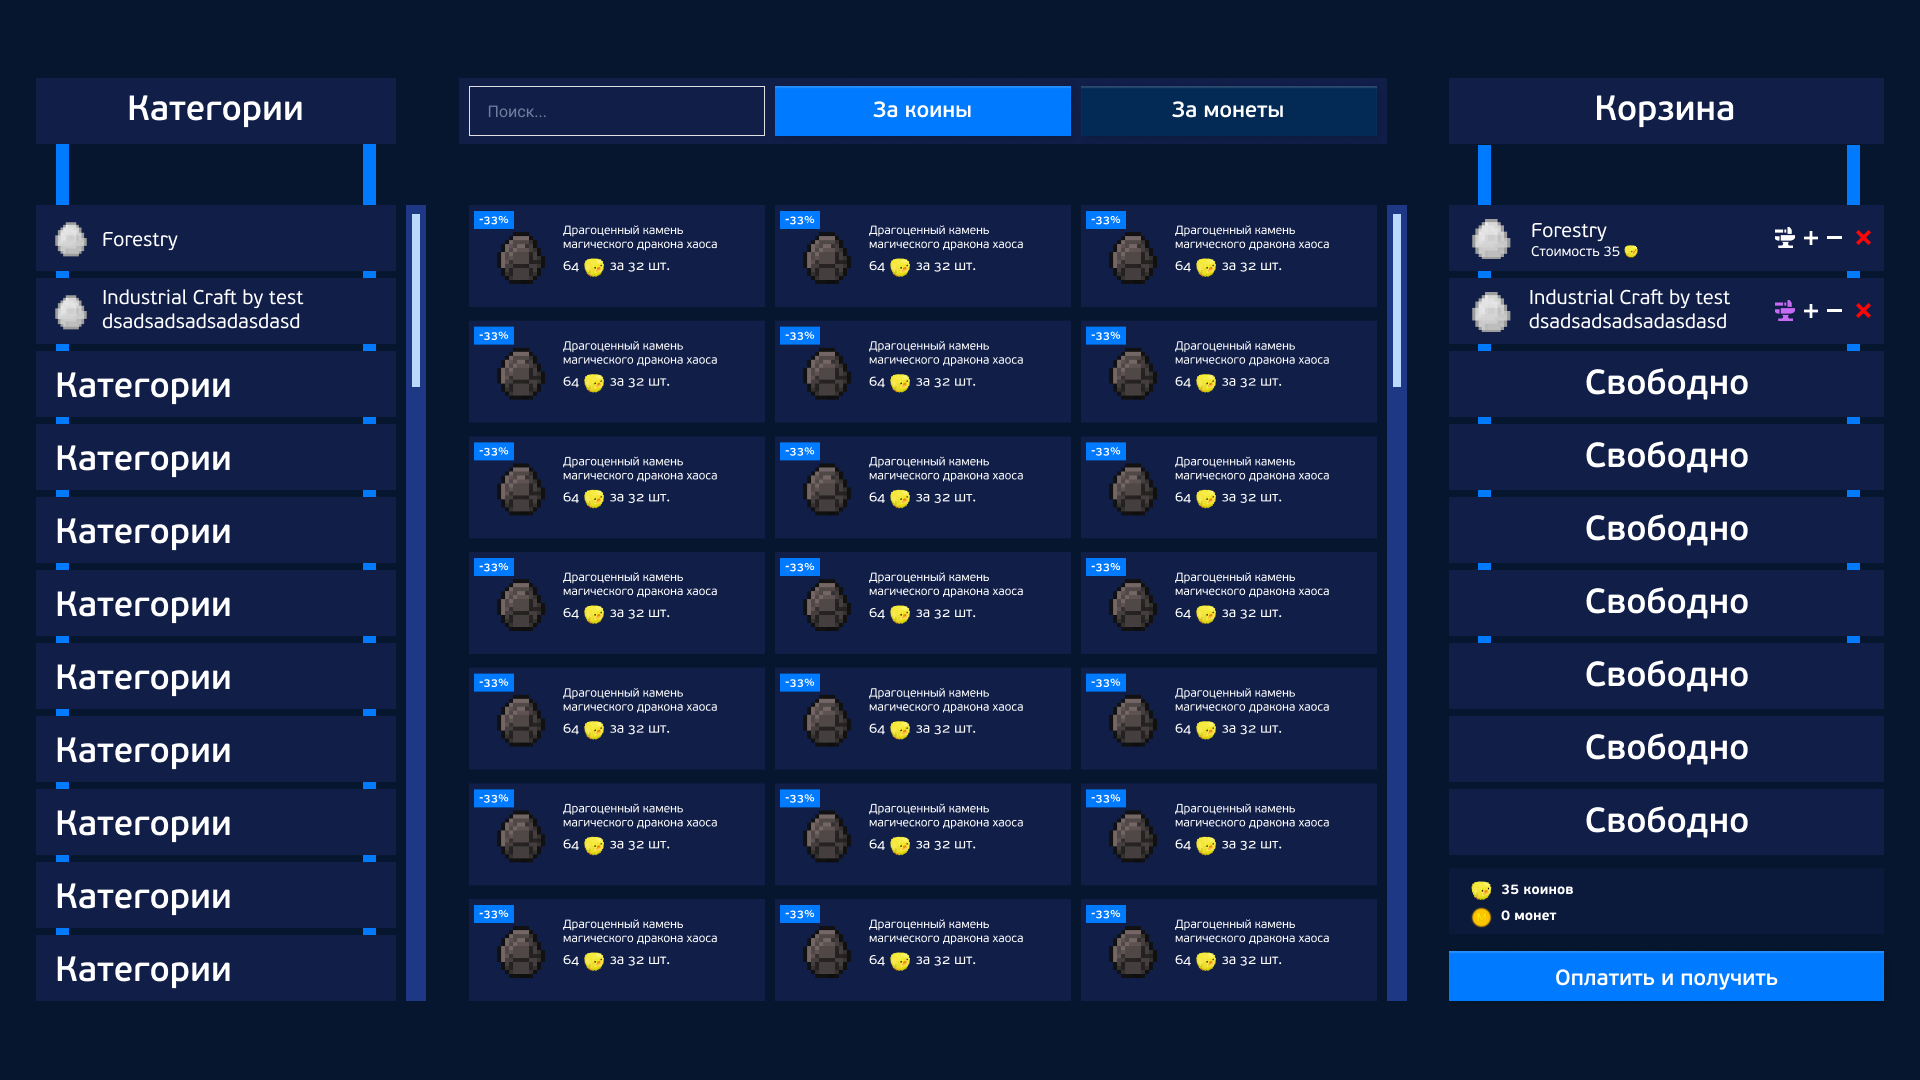 Категории
Forestry
Industrial Craft by test
dsadsadsadsadasdasd
Категории
Категории
Категории
Категории
Категории
Категории
Категории
Категории
Категории
Поиск...
За коины
За монеты
-33%
Драгоценный камень
магического дракона хаоса
64 за 32 шт.
-33%
Драгоценный камень
магического дракона хаоса
64 за 32 шт.
-33%
Драгоценный камень
магического дракона хаоса
64 за 32 шт.
-33%
Драгоценный камень
магического дракона хаоса
64 за 32 шт.
-33%
Драгоценный камень
магического дракона хаоса
64 за 32 шт.
-33%
Драгоценный камень
магического дракона хаоса
64 за 32 шт.
-33%
Драгоценный камень
магического дракона хаоса
64 за 32 шт.
-33%
Драгоценный камень
магического дракона хаоса
64 за 32 шт.
-33%
Драгоценный камень
магического дракона хаоса
64 за 32 шт.
-33%
Драгоценный камень
магического дракона хаоса
64 за 32 шт.
-33%
Драгоценный камень
магического дракона хаоса
64 за 32 шт.
-33%
Драгоценный камень
магического дракона хаоса
64 за 32 шт.
-33%
Драгоценный камень
магического дракона хаоса
64 за 32 шт.
-33%
Драгоценный камень
магического дракона хаоса
64 за 32 шт.
-33%
Драгоценный камень
магического дракона хаоса
64 за 32 шт.
-33%
Драгоценный камень
магического дракона хаоса
64 за 32 шт.
-33%
Драгоценный камень
магического дракона хаоса
64 за 32 шт.
-33%
Драгоценный камень
магического дракона хаоса
64 за 32 шт.
-33%
Драгоценный камень
магического дракона хаоса
64 за 32 шт.
-33%
Драгоценный камень
магического дракона хаоса
64 за 32 шт.
-33%
Драгоценный камень
магического дракона хаоса
64 за 32 шт.
Корзина
Forestry
Стоимость 35
Industrial Craft by test
dsadsadsadsadasdasd
Свободно
Свободно
Свободно
Свободно
Свободно
Свободно
Свободно
35 коинов
0 монет
Оплатить и получить